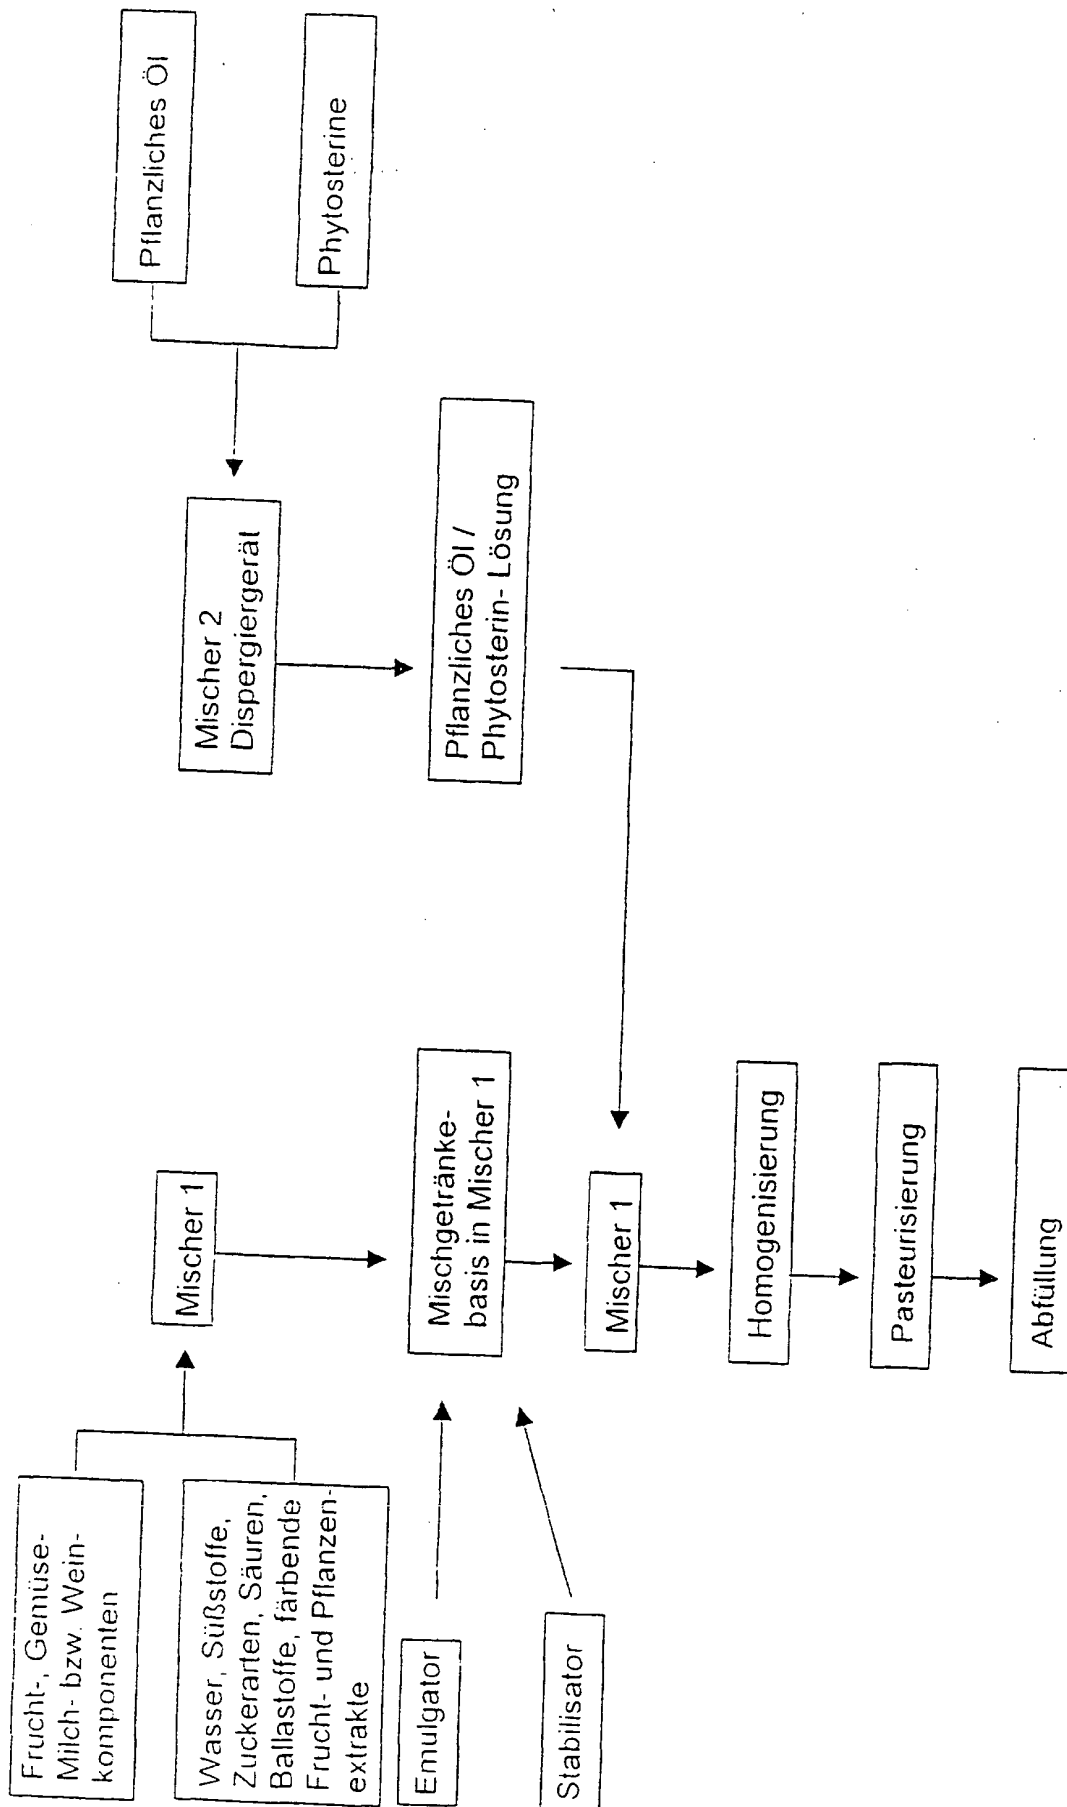 Frucht-, Gemüse-
Milch- bzw. Wein-
komponenten
Wasser, Süßstoffe,
Zuckerarten, Säuren,
Ballastoffe, färbende
Frucht- und Pflanzen-
extrakte
Emulgator
Stabilisator
Mischer 1
Mischgetränke-
basis in Mischer 1
Mischer 1
Homogenisierung
Pasteurisierung
Abfüllung
Mischer 2
Dispergiergerät
Pflanzliches Öl /
Phytosterin- Lösung
Pflanzliches Öl
Phytosterine